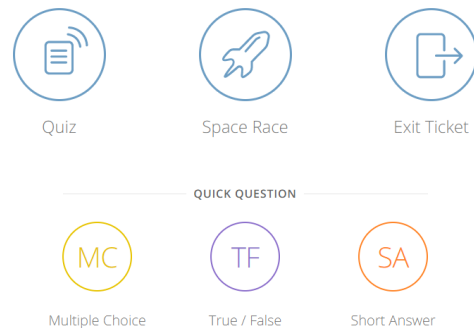 Quiz
Space Race
Exit Ticket
QUICK QUESTION
MC
TF
SA
Multiple Choice
True / False
Short Answer